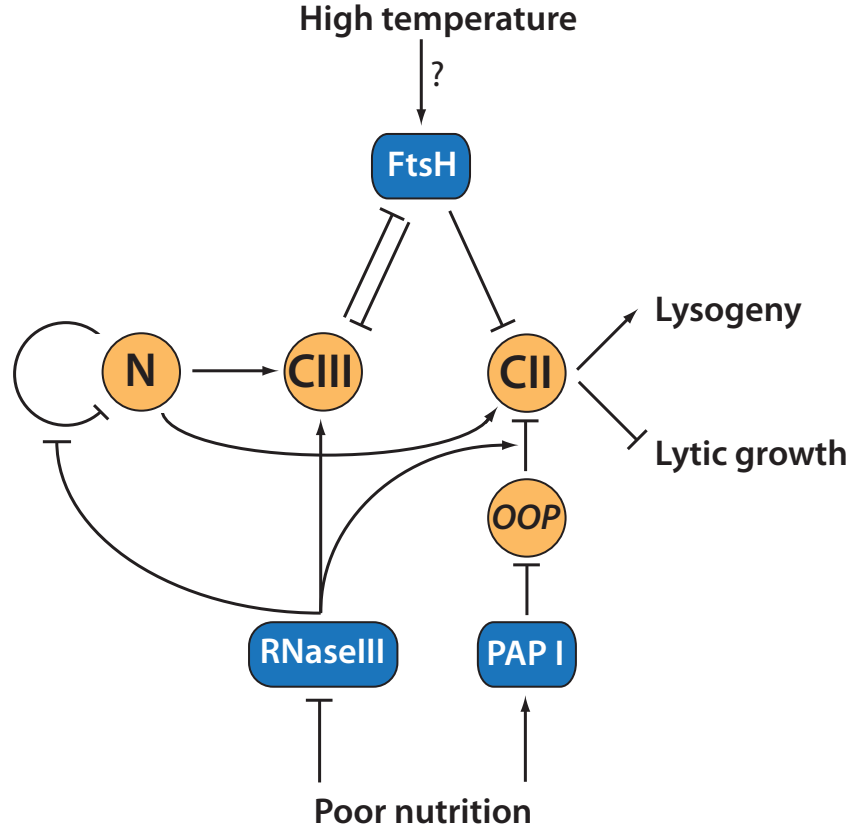 High temperature
?
FtsH
Lysogeny
N
CIII
CII
Lytic growth
OOP
RNaseIII
PAP I
Poor nutrition